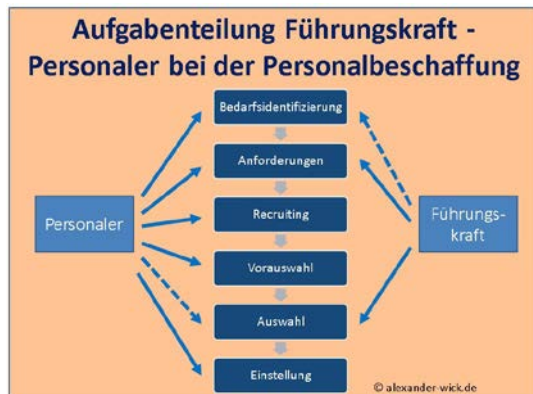 Aufgabenteilung Führungskraft -
Personaler bei der Personalbeschaffung
Bedarfsidentifizierung
Anforderungen
Personaler
Recruiting
Führungs-
kraft
Vorauswahl
Auswahl
Einstellung
© alexander-wick.de